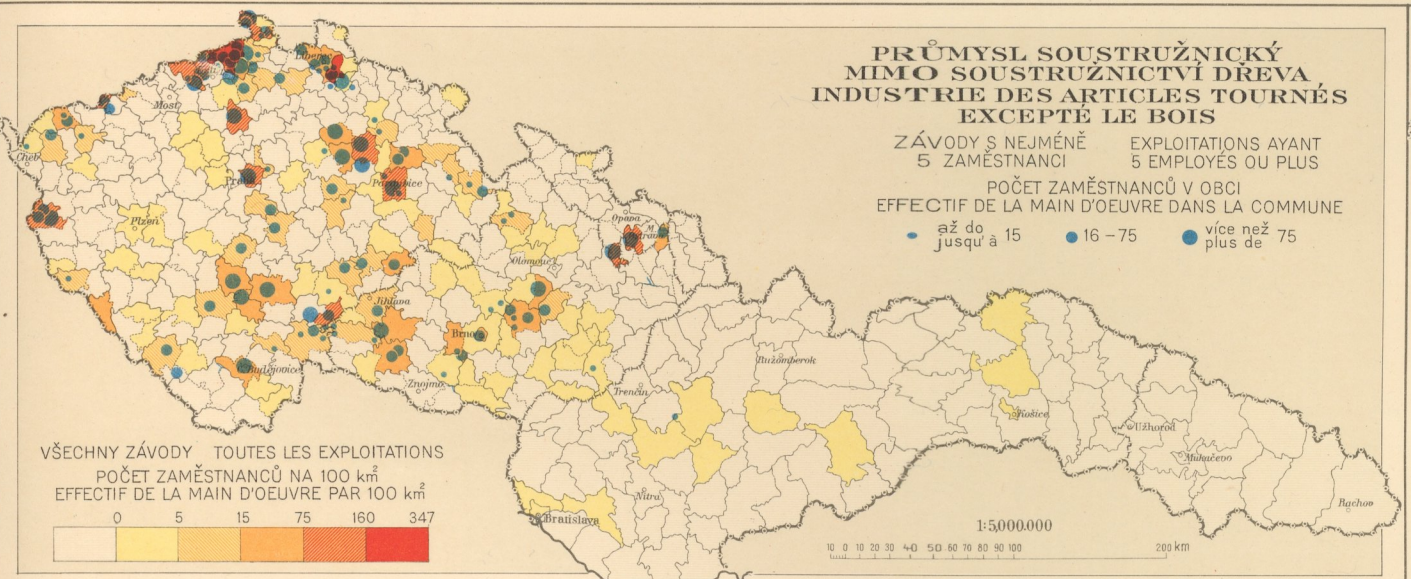 PRŮMYSL SOUSTRUŽNICKÝ
MIMO SOUSTRUŽNICTVÍ DŘEVA
INDUSTRIE DES ARTICLES TOURNÉS
EXCEPTÉ LE BOIS
ZÁVODY S NEJMÉNĚ
5 ZAMĚSTNANCI
EXPLOITATIONS AYANT
5 EMPLOYÉS OU PLUS
POČET ZAMĚSTNANCŮ V OBCI
EFFECTIF DE LA MAIN D'OEUVRE DANS LA COMMUNE
až do
jusqu'à 15
16 – 75
více než
plus de 75
Most
Cheb
Pardubice
Plzeň
Opava
M.
Olomouc
Jihlava
Brno
Č. Budějovice
Znojmo
Trenčín
Ružomberok
Košice
Užhorod
Mukačevo
Rachov
Nitra
Bratislava
VŠECHNY ZÁVODY TOUTES LES EXPLOITATIONS
POČET ZAMĚSTNANCŮ NA 100 km²
EFFECTIF DE LA MAIN D'OEUVRE PAR 100 km²
0 5 15 75 160 347
1:5,000.000
10 0 10 20 30 40 50 60 70 80 90 100 200 km